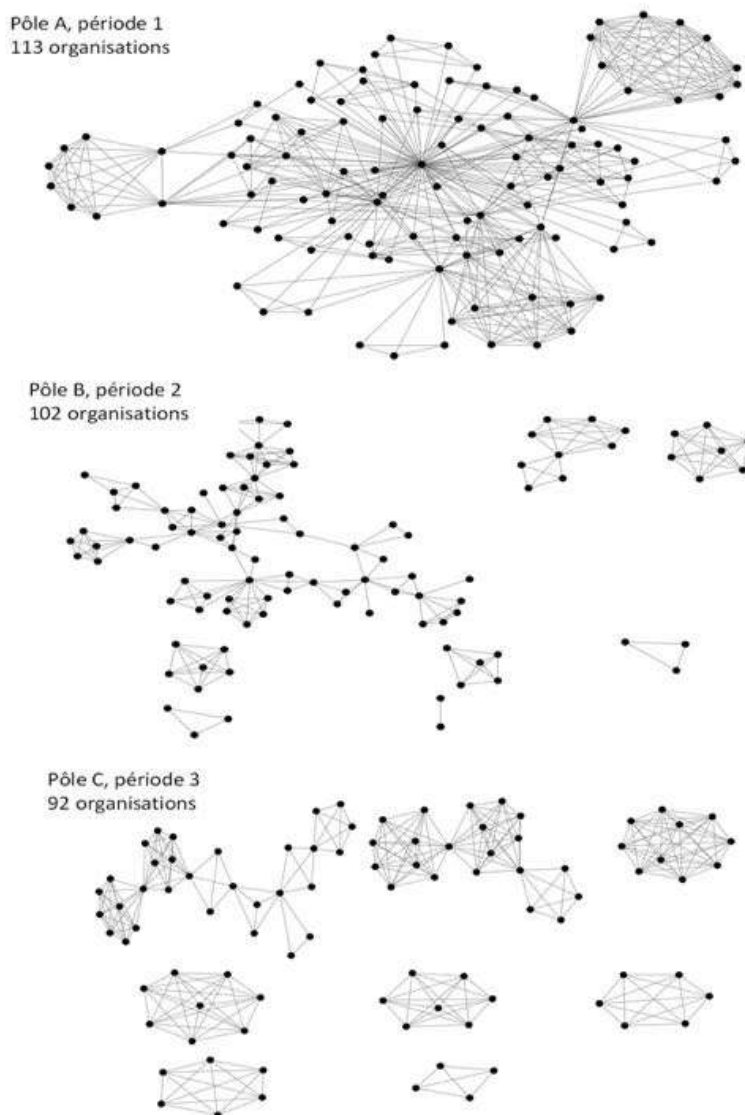 Pôle A, période 1
113 organisations
Pôle B, période 2
102 organisations
Pôle C, période 3
92 organisations